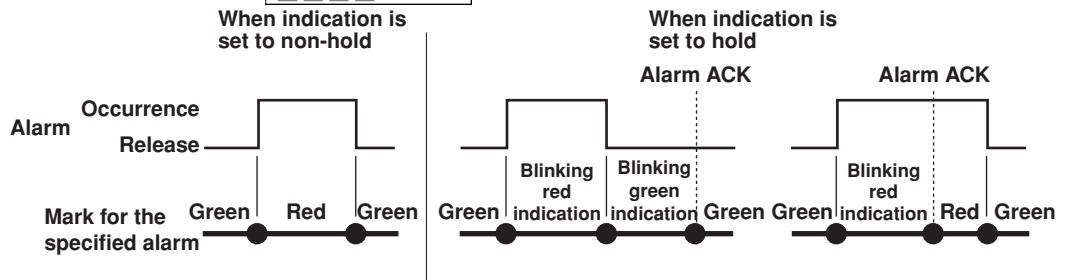 When indication is
set to non-hold
When indication is
set to hold
Alarm ACK
Alarm ACK
Alarm
Occurrence
Release
Blinking
red
indication
Blinking
green
indication
Blinking
red
indication
Mark for the
specified alarm
Green
Red
Green
Green
Green
Green
Red
Green